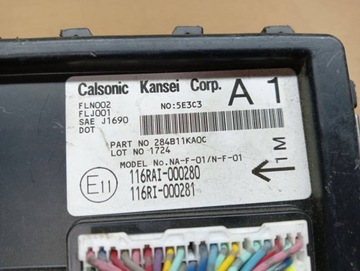 Calsonic Kansei Corp.
A 1
FLN002
NO:5E3C3
FLJ001
SAE J1690
DOT
PART NO 284B11KA0C
LOT NO 1724
MODEL No.NA-F-01/N-F-01
E11
116RAI-000280
116RI-000281
1M